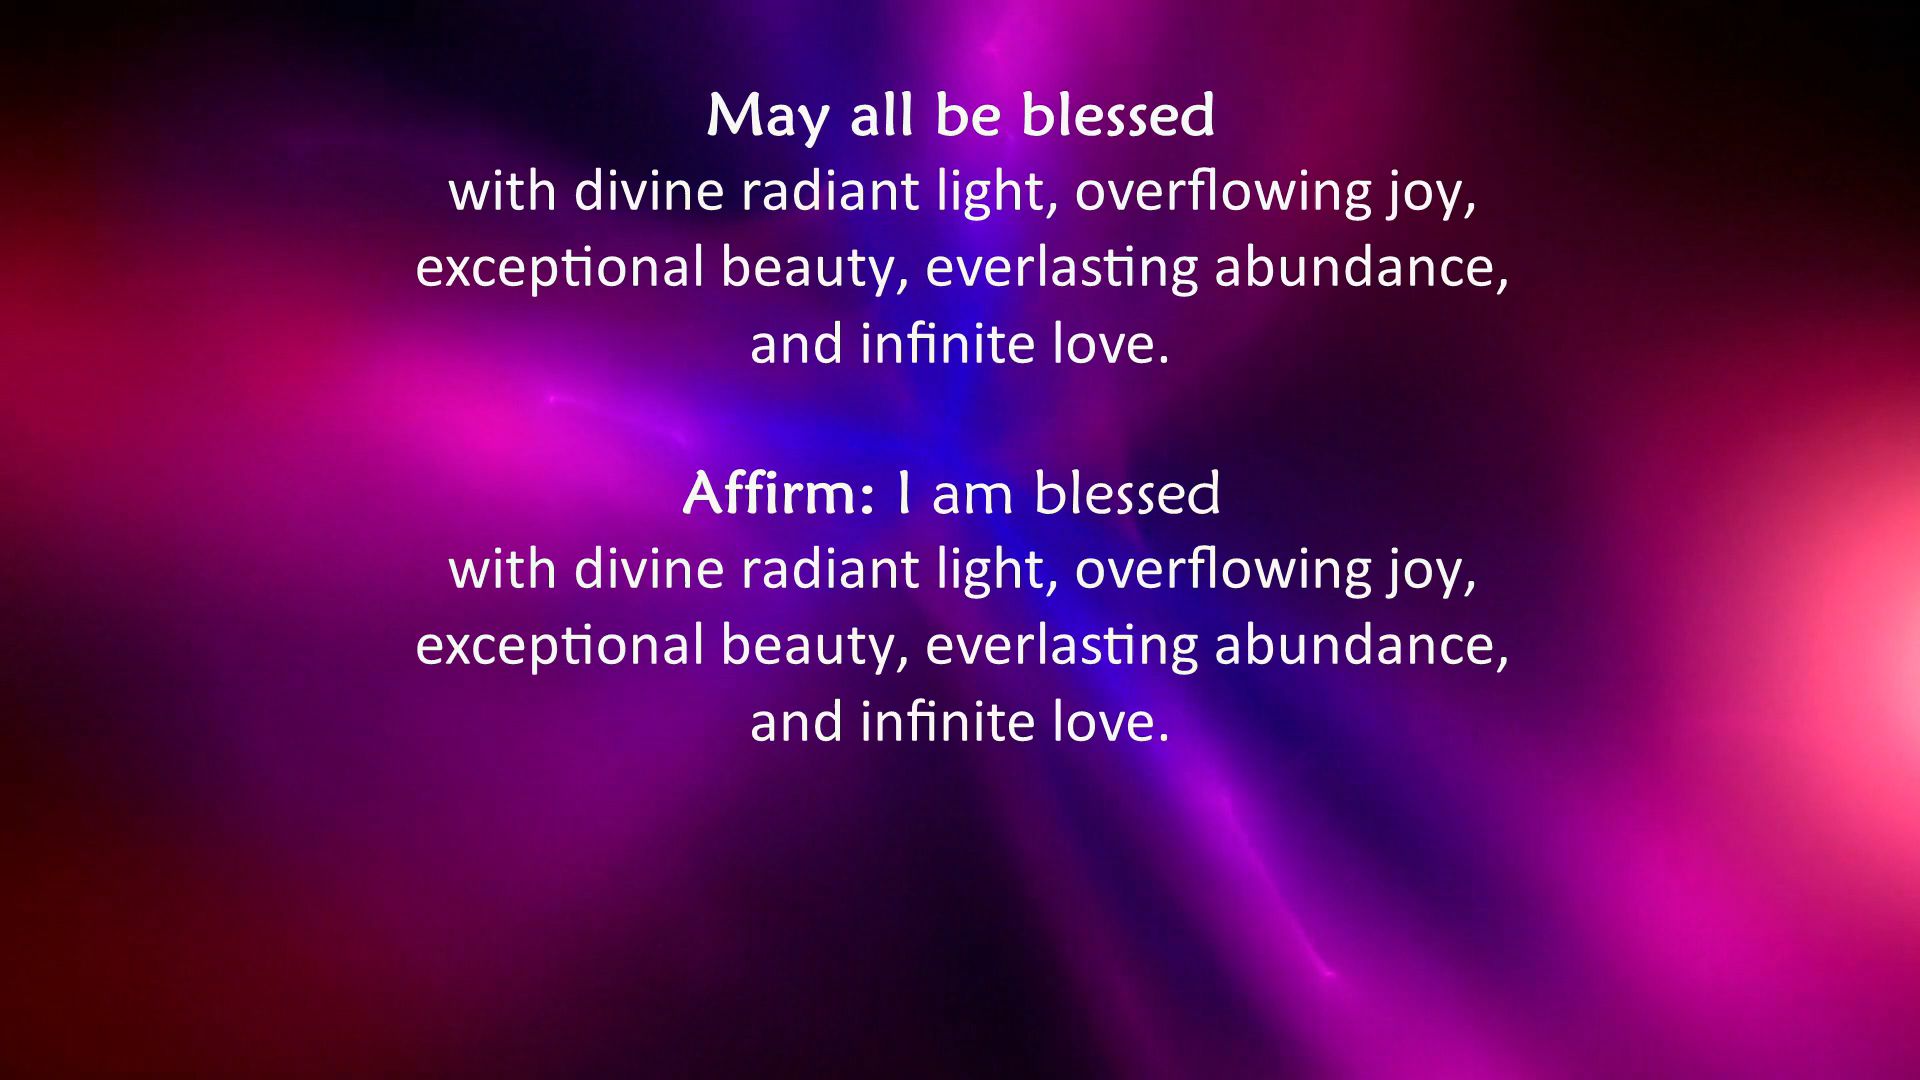 May all be blessed
with divine radiant light, overflowing joy,
exceptional beauty, everlasting abundance,
and infinite love.
Affirm: I am blessed
with divine radiant light, overflowing joy,
exceptional beauty, everlasting abundance,
and infinite love.